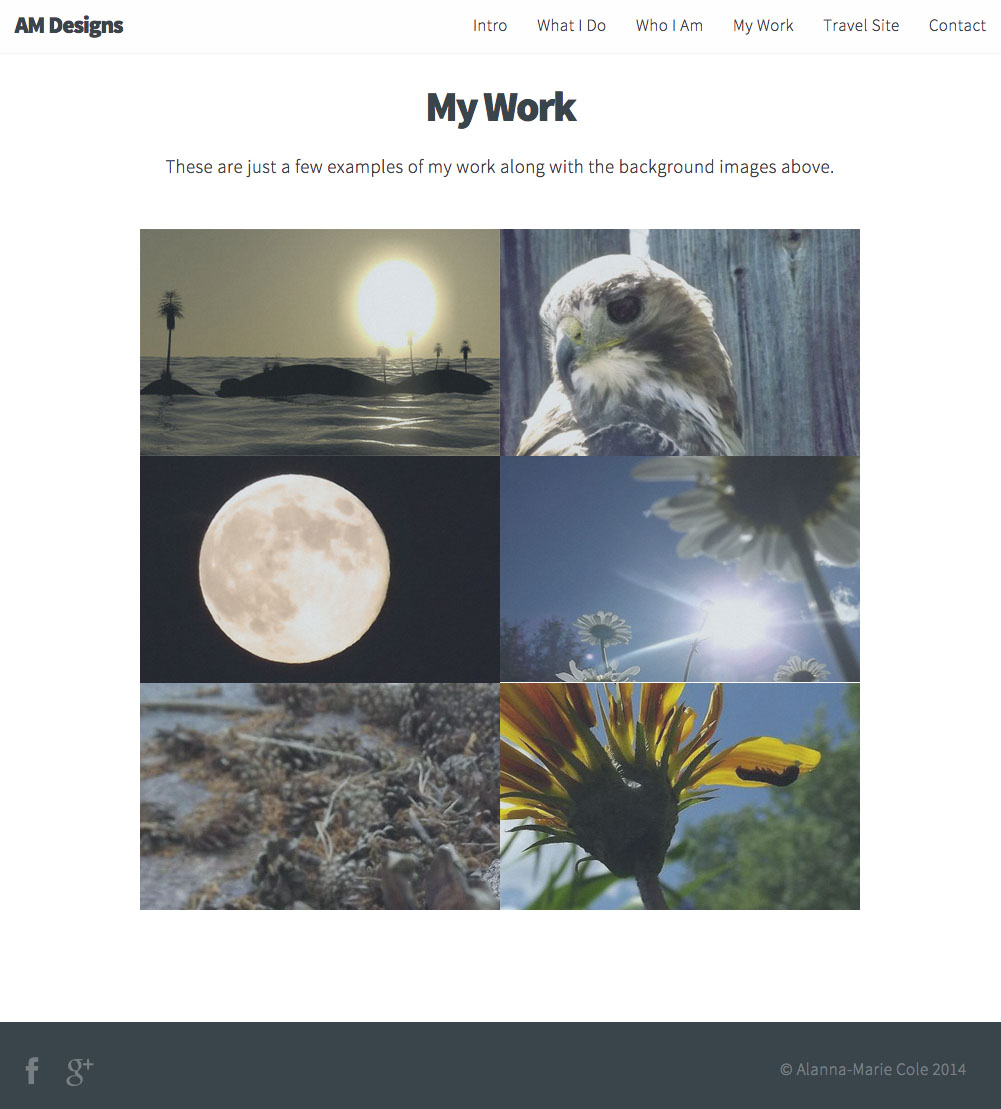 AM Designs
Intro What I Do Who I Am My Work Travel Site Contact
My Work
These are just a few examples of my work along with the background images above.
f g+
© Alanna-Marie Cole 2014